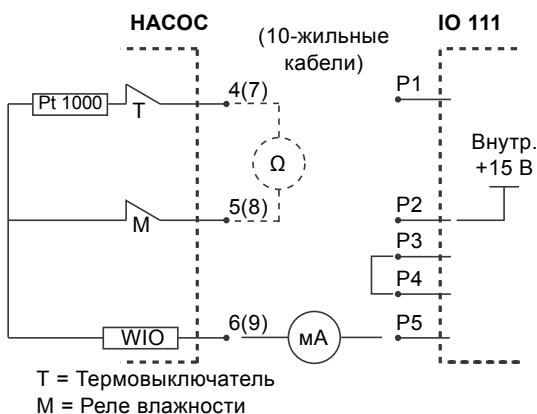 НАСОС
(10-жильные
кабели)
IO 111
Pt 1000
T
4(7)
P1
Ω
Внутр.
+15 В
5(8)
M
P2
P3
P4
WIO
6(9)
мА
P5
T = Термовыключатель
M = Реле влажности